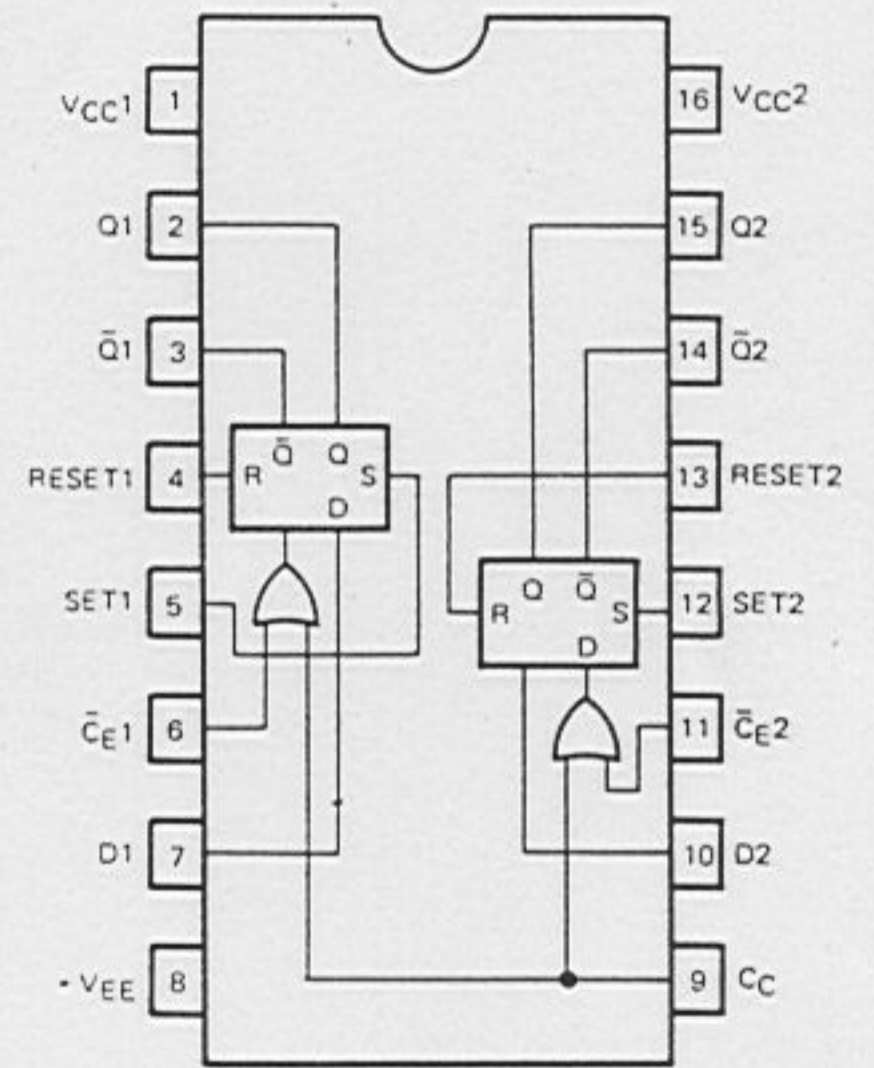 VCC1 1
16 VCC2
Q1 2
15 Q2
Q̄1 3
14 Q̄2
RESET1 4
R Q̄ Q S
D
13 RESET2
SET1 5
R Q Q̄ S
D
12 SET2
C̄E1 6
11 C̄E2
D1 7
10 D2
VEE 8
9 CC